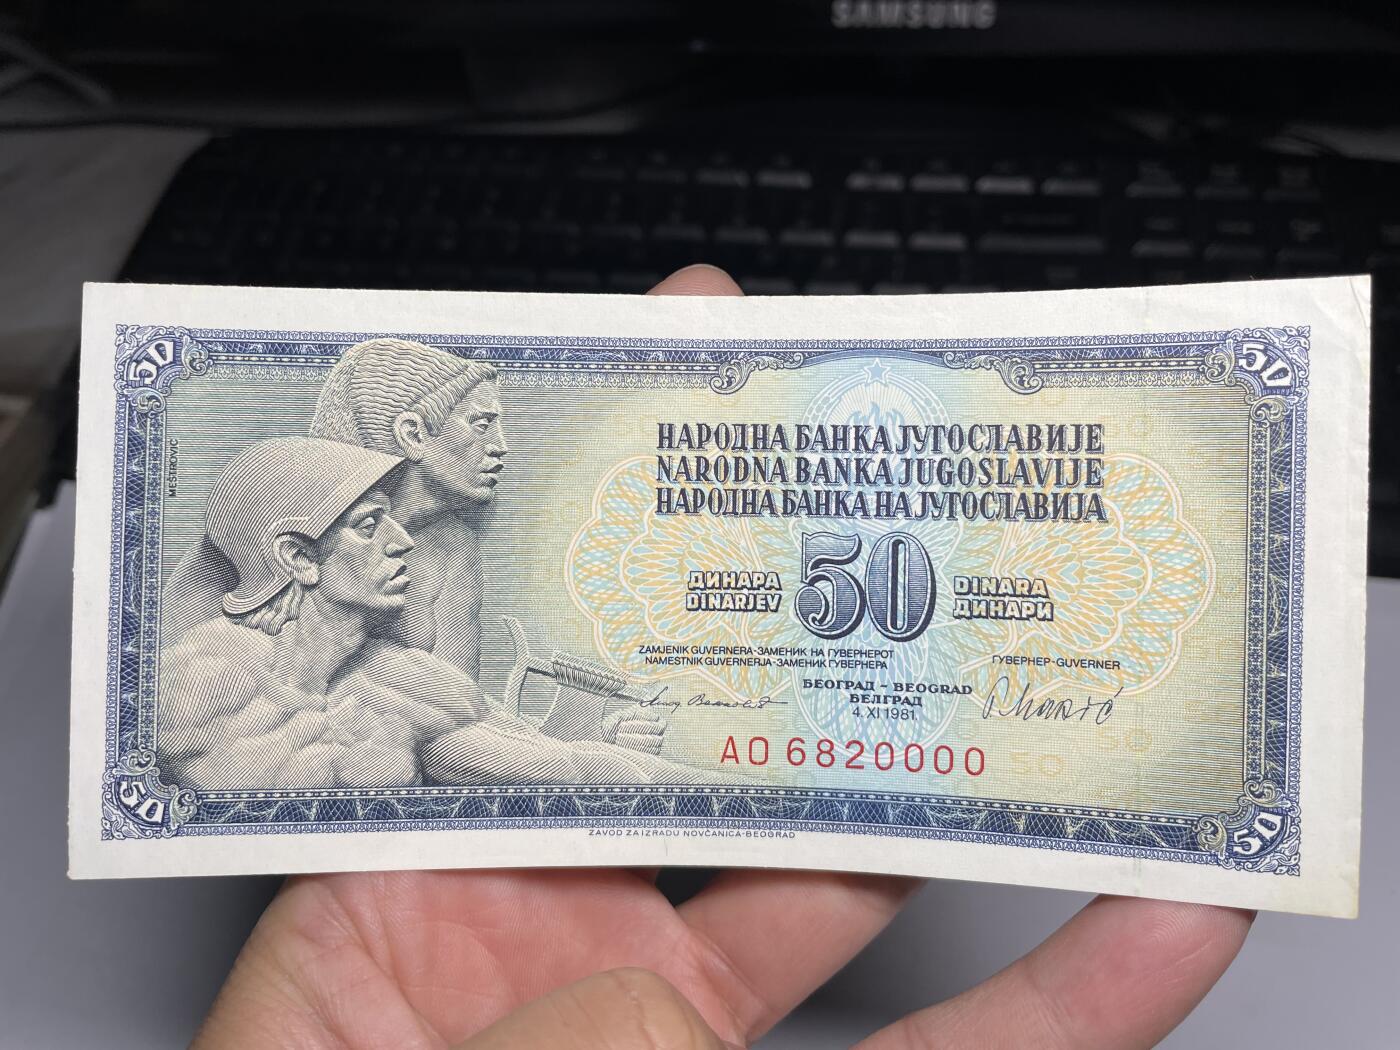 SAMSUNG
50
50
MEŠTROVIĆ
НАРОДНА БАНКА ЈУГОСЛАВИЈЕ
NARODNA BANKA JUGOSLAVIJE
НАРОДНА БАНКА НА ЈУГОСЛАВИЈА
ДИНАРА
DINARJEV
50
DINARA
ДИНАРИ
ZAMJENIK GUVERNERA-ЗАМЕНИК НА ГУВЕРНЕРОТ
NAMESTNIK GUVERNERJA-ЗАМЕНИК ГУВЕРНЕРА
ГУВЕРНЕР-GUVERNER
БЕОГРАД - BEOGRAD
БЕЛГРАД
4. XI 1981.
AO 6820000
50
50
50
50
ZAVOD ZA IZRADU NOVČANICA-BEOGRAD